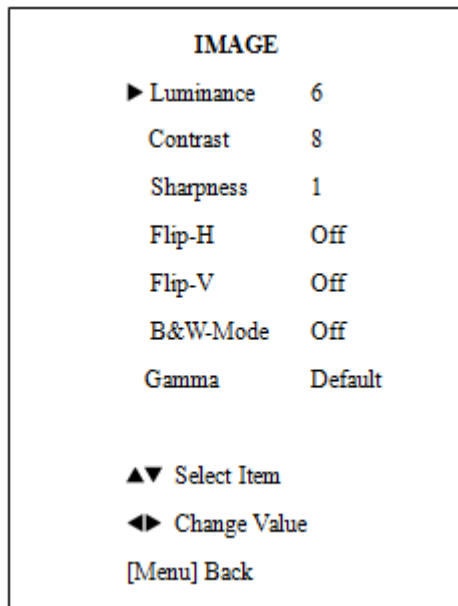 IMAGE
▶ Luminance 6
Contrast 8
Sharpness 1
Flip-H Off
Flip-V Off
B&W-Mode Off
Gamma Default
▲▼ Select Item
◀▶ Change Value
[Menu] Back